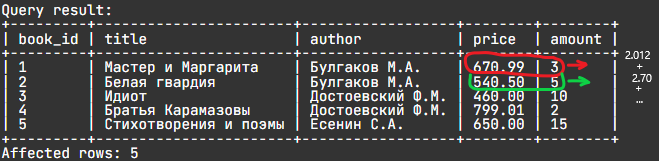 Query result:
+---------+-----------------------+------------------+--------+--------+
| book_id | title                 | author           | price  | amount |
+---------+-----------------------+------------------+--------+--------+
| 1       | Мастер и Маргарита    | Булгаков М.А.    | 670.99 | 3      | 2.012
| 2       | Белая гвардия         | Булгаков М.А.    | 540.50 | 5      | + 2.70
| 3       | Идиот                 | Достоевский Ф.М. | 460.00 | 10     | +
| 4       | Братья Карамазовы     | Достоевский Ф.М. | 799.01 | 2      | ...
| 5       | Стихотворения и поэмы | Есенин С.А.      | 650.00 | 15     |
+---------+-----------------------+------------------+--------+--------+
Affected rows: 5